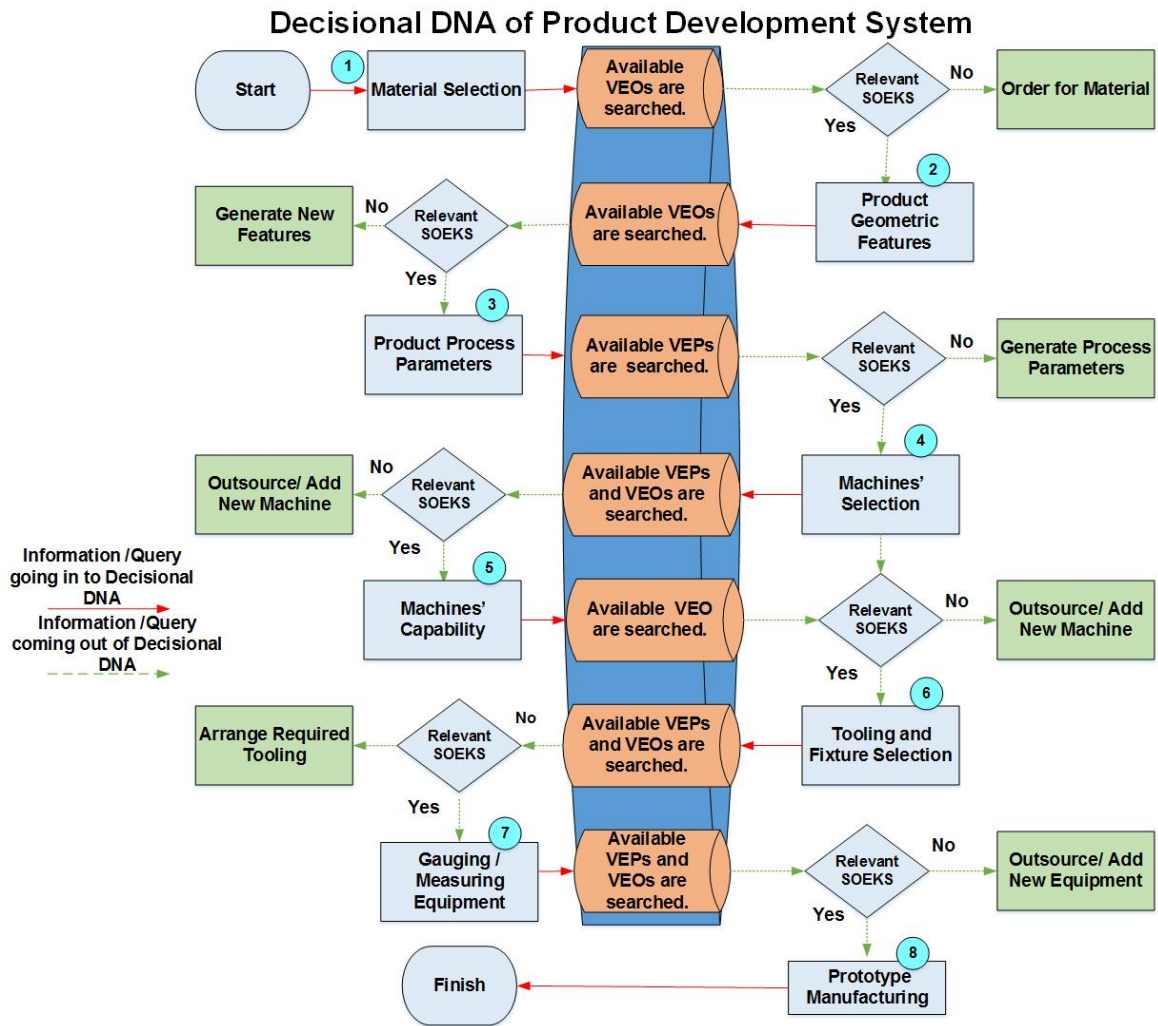 Decisional DNA of Product Development System
Start
1
Material Selection
Available
VEOs are
searched.
Relevant
SOEKS
No
Yes
Order for Material
2
Product
Geometric
Features
Available VEOs
are searched.
Relevant
SOEKS
No
Yes
Generate New
Features
3
Product Process
Parameters
Available VEPs
are searched.
Relevant
SOEKS
No
Yes
Generate Process
Parameters
4
Machines'
Selection
Available VEPs
and VEOs are
searched.
Relevant
SOEKS
No
Yes
Outsource/ Add
New Machine
5
Machines'
Capability
Available VEO
are searched.
Relevant
SOEKS
No
Yes
Outsource/ Add
New Machine
Information /Query
going in to Decisional
DNA
Information /Query
coming out of Decisional
DNA
6
Tooling and
Fixture Selection
Available VEPs
and VEOs are
searched.
Relevant
SOEKS
No
Yes
Arrange Required
Tooling
7
Gauging /
Measuring
Equipment
Available
VEPs and
VEOs are
searched.
Relevant
SOEKS
No
Yes
Outsource/ Add
New Equipment
8
Prototype
Manufacturing
Finish